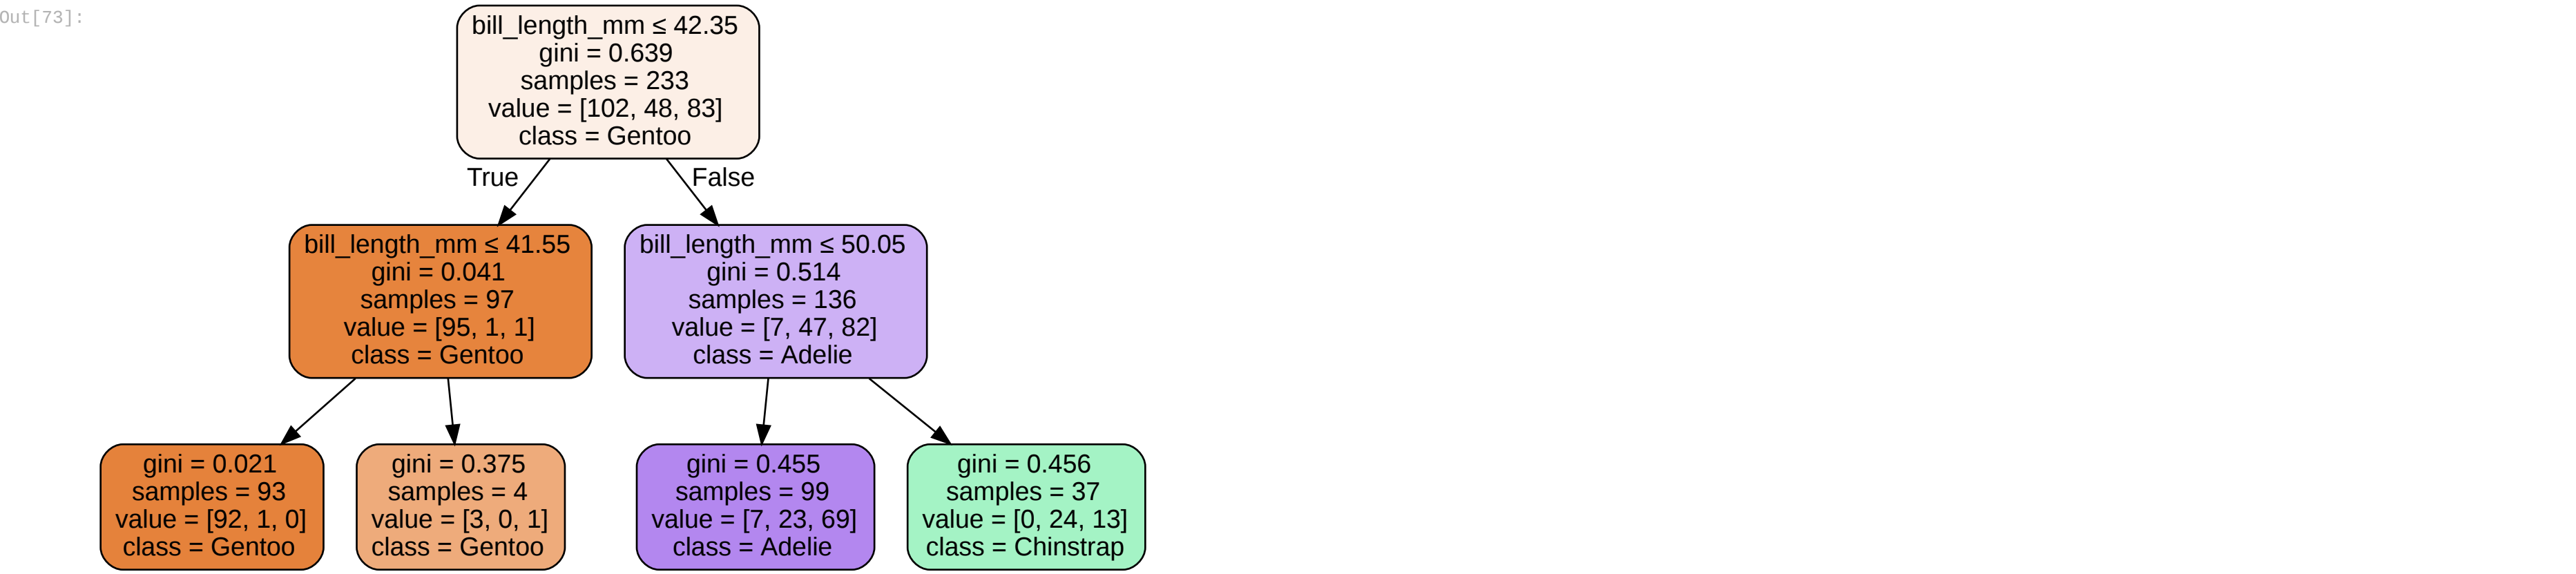 Out[73]:
bill_length_mm ≤ 42.35
gini = 0.639
samples = 233
value = [102, 48, 83]
class = Gentoo
True
False
bill_length_mm ≤ 41.55
gini = 0.041
samples = 97
value = [95, 1, 1]
class = Gentoo
bill_length_mm ≤ 50.05
gini = 0.514
samples = 136
value = [7, 47, 82]
class = Adelie
gini = 0.021
samples = 93
value = [92, 1, 0]
class = Gentoo
gini = 0.375
samples = 4
value = [3, 0, 1]
class = Gentoo
gini = 0.455
samples = 99
value = [7, 23, 69]
class = Adelie
gini = 0.456
samples = 37
value = [0, 24, 13]
class = Chinstrap